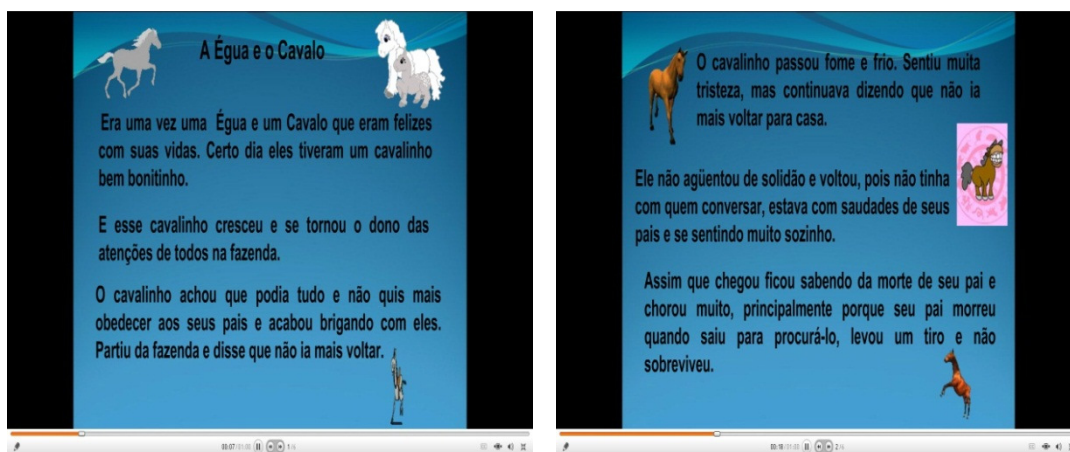 A Égua e o Cavalo
Era uma vez uma Égua e um Cavalo que eram felizes
com suas vidas. Certo dia eles tiveram um cavalinho
bem bonitinho.
E esse cavalinho cresceu e se tornou o dono das
atenções de todos na fazenda.
O cavalinho achou que podia tudo e não quis mais
obedecer aos seus pais e acabou brigando com eles.
Partiu da fazenda e disse que não ia mais voltar.
O cavalinho passou fome e frio. Sentiu muita
tristeza, mas continuava dizendo que não ia
mais voltar para casa.
Ele não agüentou de solidão e voltou, pois não tinha
com quem conversar, estava com saudades de seus
pais e se sentindo muito sozinho.
Assim que chegou ficou sabendo da morte de seu pai e
chorou muito, principalmente porque seu pai morreu
quando saiu para procurá-lo, levou um tiro e não
sobreviveu.